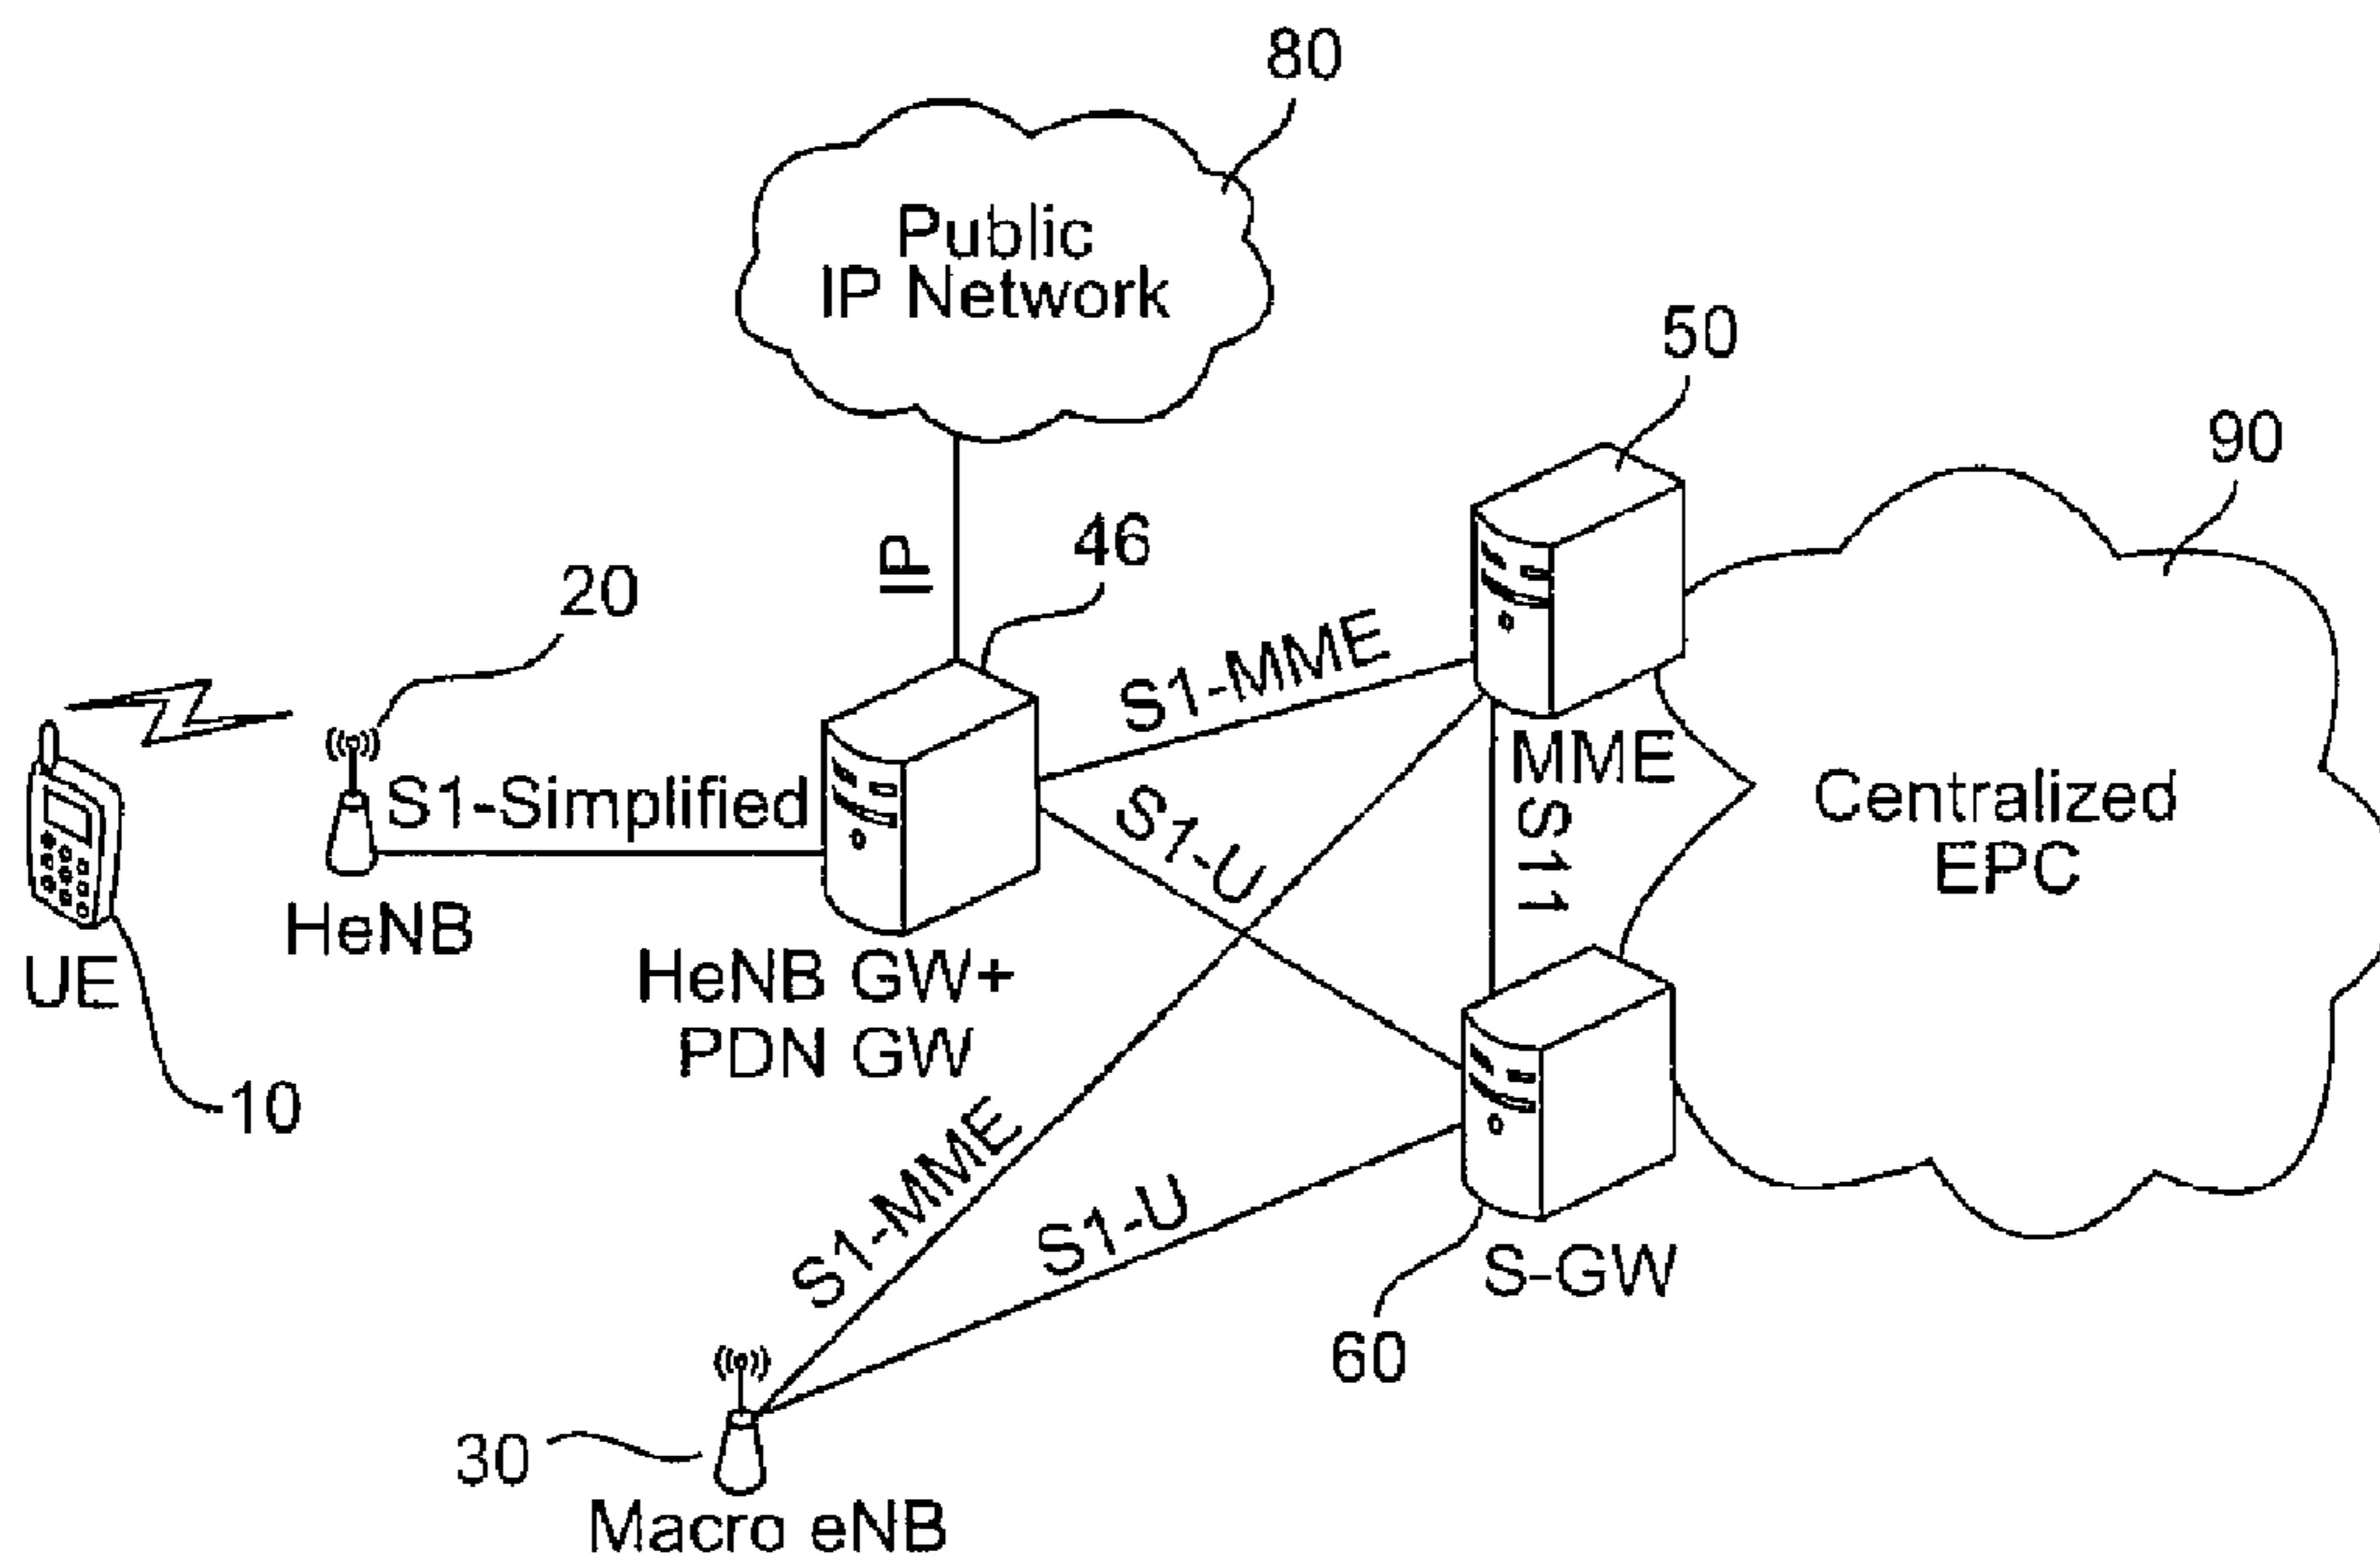 80
Public
IP Network
50
90
IP
46
20
S1-MME
S1-Simplified
MME
S1-U
S11
Centralized
EPC
HeNB
UE
HeNB GW+
PDN GW
10
S1-MME
S1-U
S-GW
60
30
Macro eNB